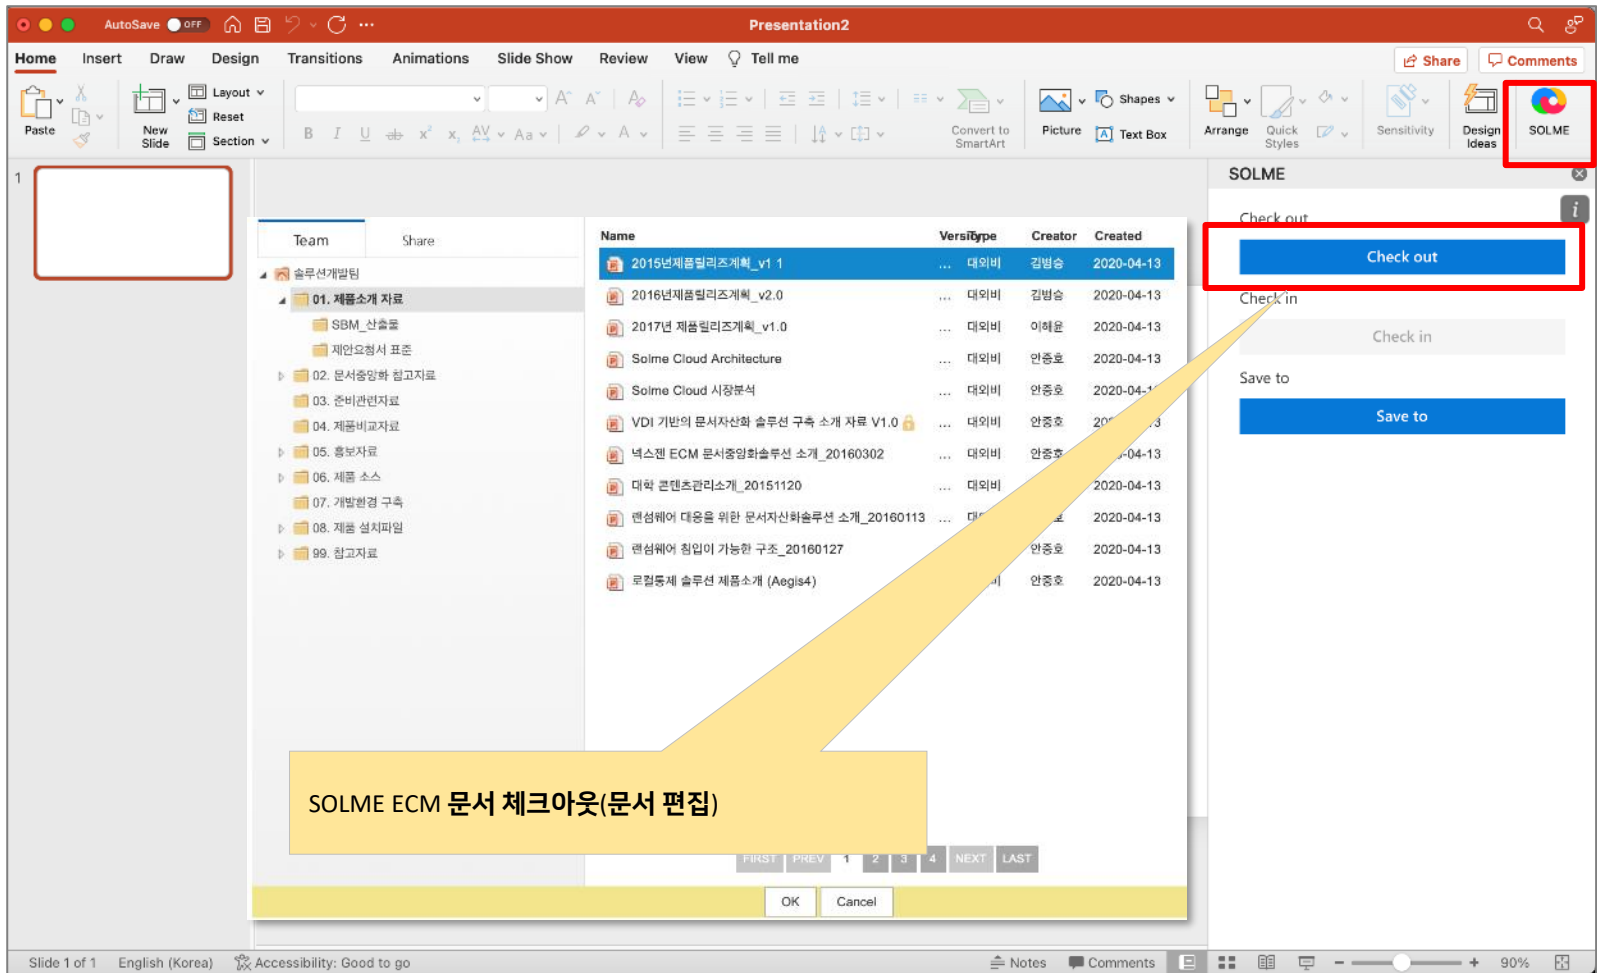 AutoSave OFF
Presentation2
Home Insert Draw Design Transitions Animations Slide Show Review View Tell me
Share Comments
Paste
New Slide
Layout
Reset
Section
B I U ab x² x₂ AV Aa A
Convert to SmartArt
Picture
Shapes
Text Box
Arrange
Quick Styles
Sensitivity
Design Ideas
SOLME
1
SOLME
Check out
Check out
Check in
Check in
Save to
Save to
Team Share
솔루션개발팀
01. 제품소개 자료
SBM_산출물
제안요청서 표준
02. 문서중앙화 참고자료
03. 준비관련자료
04. 제품비교자료
05. 홍보자료
06. 제품 소스
07. 개발환경 구축
08. 제품 설치파일
99. 참고자료
Name Version Type Creator Created
2015년제품릴리즈계획_v1 1 ... 대외비 김범승 2020-04-13
2016년제품릴리즈계획_v2.0 ... 대외비 김범승 2020-04-13
2017년 제품릴리즈계획_v1.0 ... 대외비 이해윤 2020-04-13
Solme Cloud Architecture ... 대외비 안중호 2020-04-13
Solme Cloud 시장분석 ... 대외비 안중호
VDI 기반의 문서자산화 솔루션 구축 소개 자료 V1.0 ... 대외비 안중호
넥스젠 ECM 문서중앙화솔루션 소개_20160302 ... 대외비 -04-13
대학 콘텐츠관리소개_20151120 ... 대외비 2020-04-13
랜섬웨어 대응을 위한 문서자산화솔루션 소개_20160113 ... 2020-04-13
랜섬웨어 침입이 가능한 구조_20160127 안중호 2020-04-13
로컬통제 솔루션 제품소개 (Aegis4) 안중호 2020-04-13
SOLME ECM 문서 체크아웃(문서 편집)
FIRST PREV 1 2 3 4 NEXT LAST
OK Cancel
Slide 1 of 1 English (Korea) Accessibility: Good to go
Notes Comments 90%